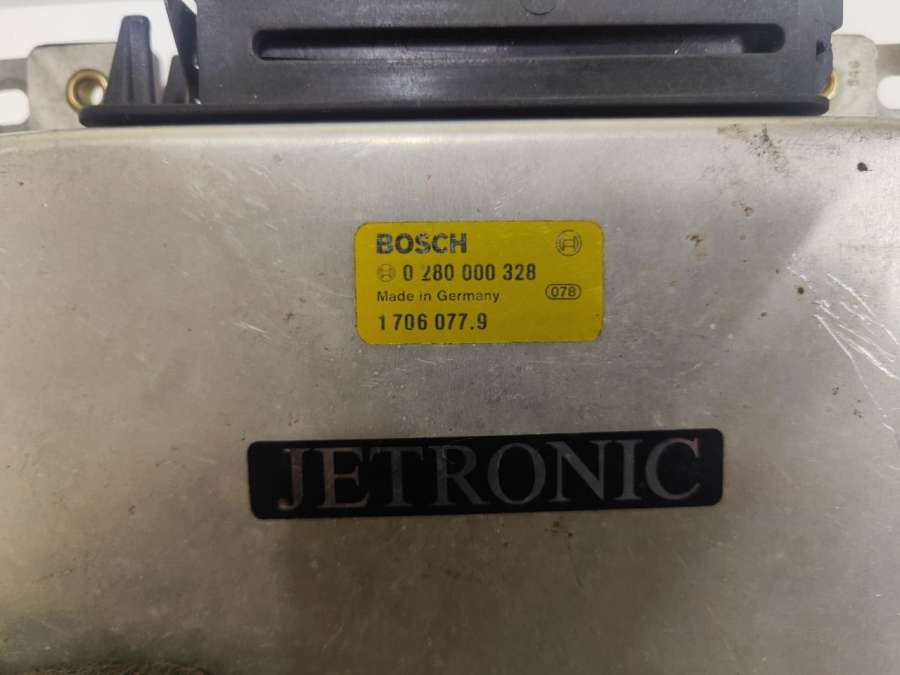 BOSCH
0 280 000 328
Made in Germany 078
1 706 077.9
JETRONIC